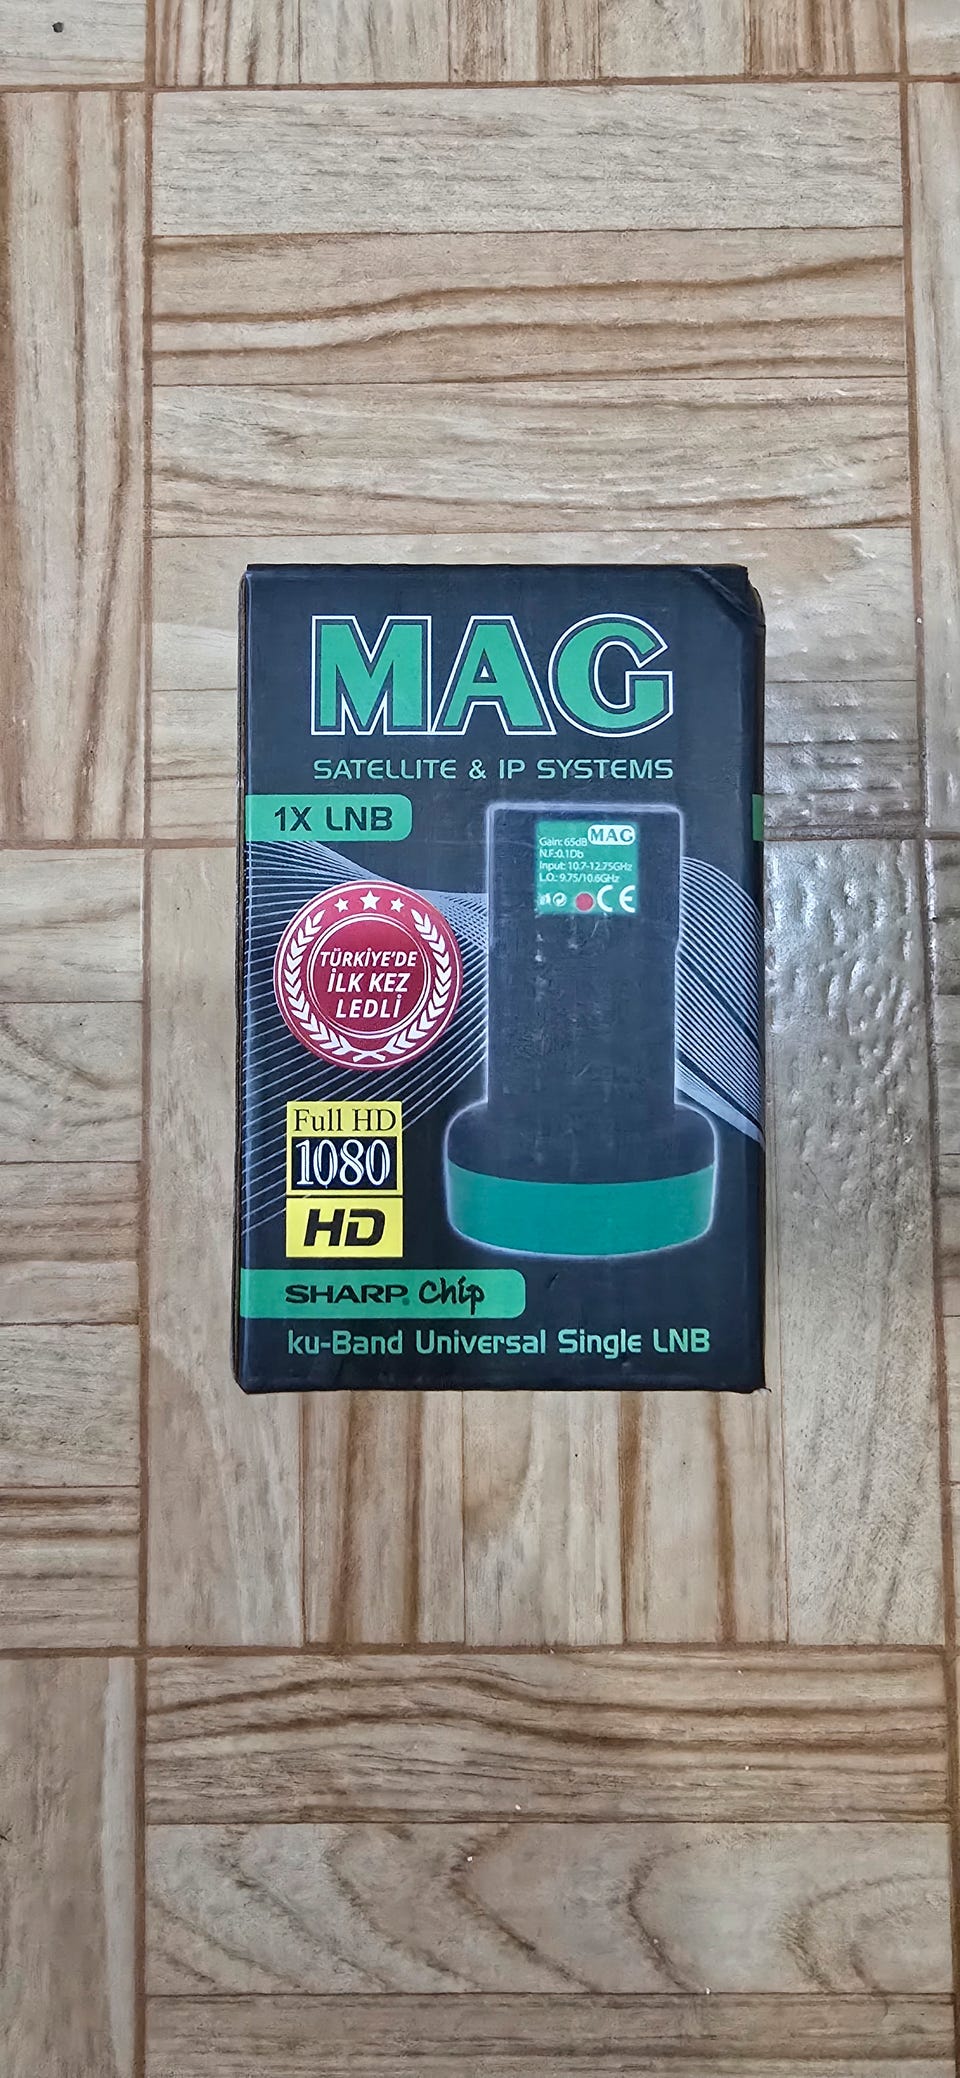 MAG
SATELLITE & IP SYSTEMS
1X LNB
MAG
Gain: 65dB
N.F.:0.1Db
Input: 10.7-12.75GHz
L.O.: 9.75/10.6GHz
CE
TÜRKİYE'DE
İLK KEZ
LEDLİ
Full HD
1080
HD
SHARP Chip
ku-Band Universal Single LNB